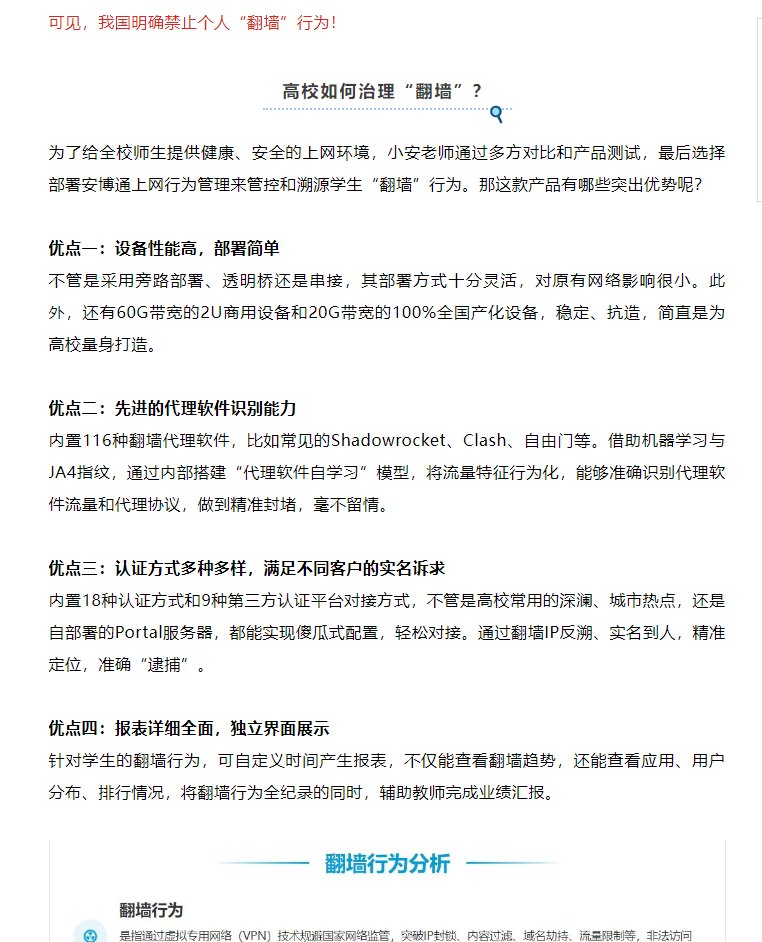 可见，我国明确禁止个人“翻墙”行为！
高校如何治理“翻墙”？
为了给全校师生提供健康、安全的上网环境，小安老师通过多方对比和产品测试，最后选择
部署安博通上网行为管理来管控和溯源学生“翻墙”行为。那这款产品有哪些突出优势呢？
优点一：设备性能高，部署简单
不管是采用旁路部署、透明桥还是串接，其部署方式十分灵活，对原有网络影响很小。此
外，还有60G带宽的2U商用设备和20G带宽的100%全国产化设备，稳定、抗造，简直是为
高校量身打造。
优点二：先进的代理软件识别能力
内置116种翻墙代理软件，比如常见的Shadowrocket、Clash、自由门等。借助机器学习与
JA4指纹，通过内部搭建“代理软件自学习”模型，将流量特征行为化，能够准确识别代理软
件流量和代理协议，做到精准封堵，毫不留情。
优点三：认证方式多种多样，满足不同客户的实名诉求
内置18种认证方式和9种第三方认证平台对接方式，不管是高校常用的深澜、城市热点，还是
自部署的Portal服务器，都能实现傻瓜式配置，轻松对接。通过翻墙IP反溯、实名到人，精准
定位，准确“逮捕”。
优点四：报表详细全面，独立界面展示
针对学生的翻墙行为，可自定义时间产生报表，不仅能查看翻墙趋势，还能查看应用、用户
分布、排行情况，将翻墙行为全纪录的同时，辅助教师完成业绩汇报。
翻墙行为分析
翻墙行为
是指通过虚拟专用网络（VPN）技术规避国家网络监管，突破IP封锁、内容过滤、域名劫持、流量限制等，非法访问